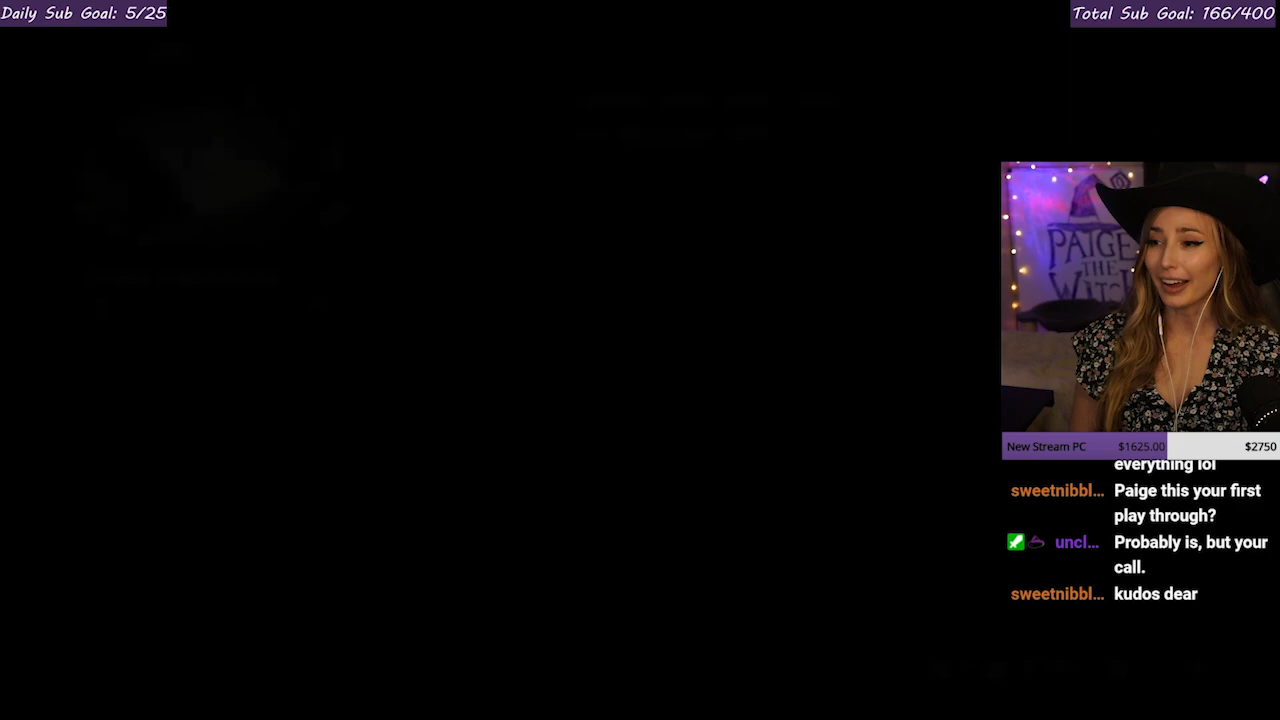 Daily Sub Goal: 5/25
Total Sub Goal: 166/400
PAIGE
THE
WITCH
New Stream PC $1625.00 $2750
everything lol
sweetnibbl... Paige this your first
play through?
uncl... Probably is, but your
call.
sweetnibbl... kudos dear